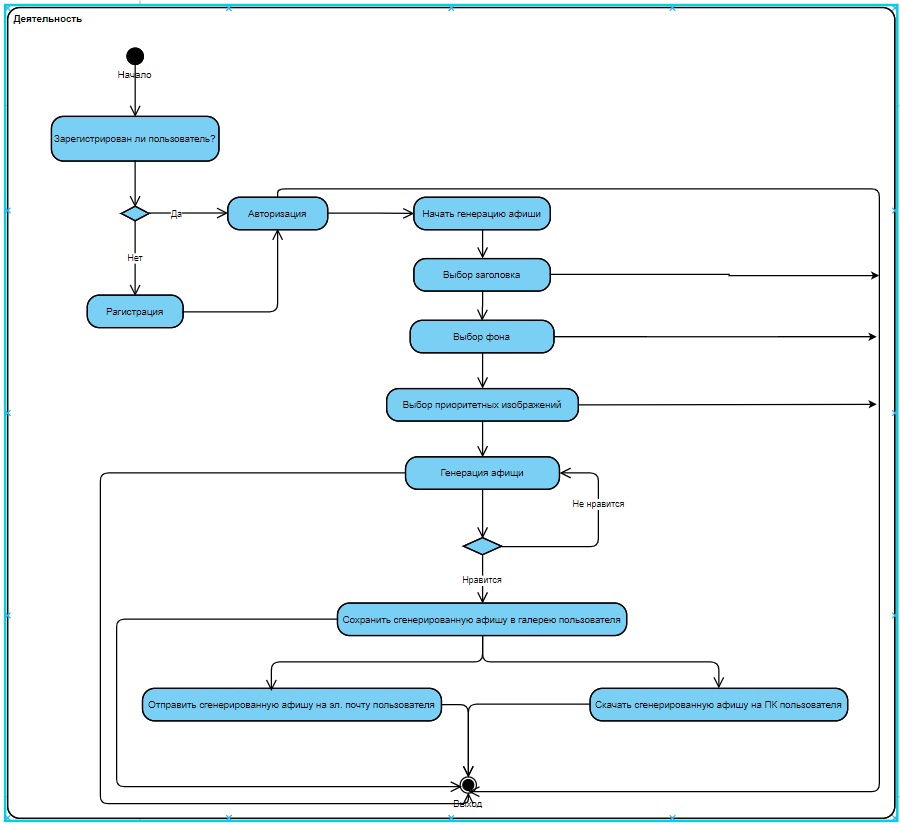 Деятельность
Начало
Зарегистрирован ли пользователь?
Да
Авторизация
Начать генерацию афиши
Нет
Выбор заголовка
Рагистрация
Выбор фона
Выбор приоритетных изображений
Генерация афищи
Не нравится
Нравится
Сохранить сгенерированную афишу в галерею пользователя
Отправить сгенерированную афишу на эл. почту пользователя
Скачать сгенерированную афишу на ПК пользователя
Выход